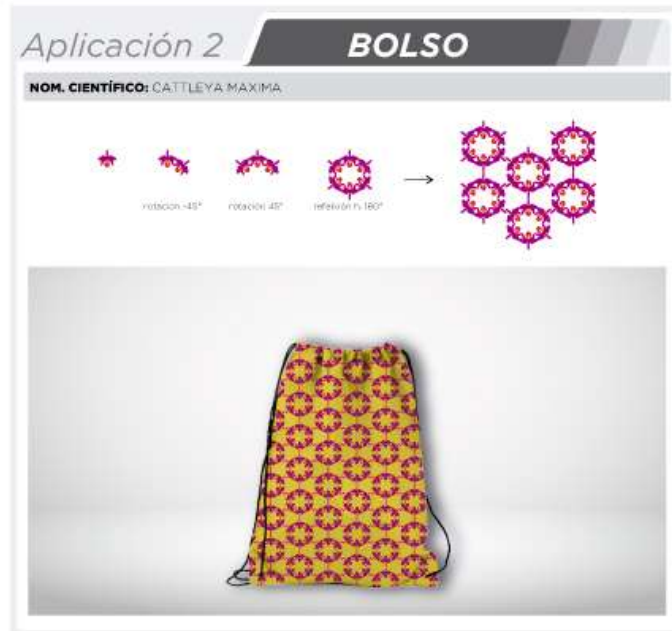 Aplicación 2
BOLSO
NOM. CIENTÍFICO: CATTLEYA MAXIMA
rotacion -45° rotación 45° reflexión h. 180°